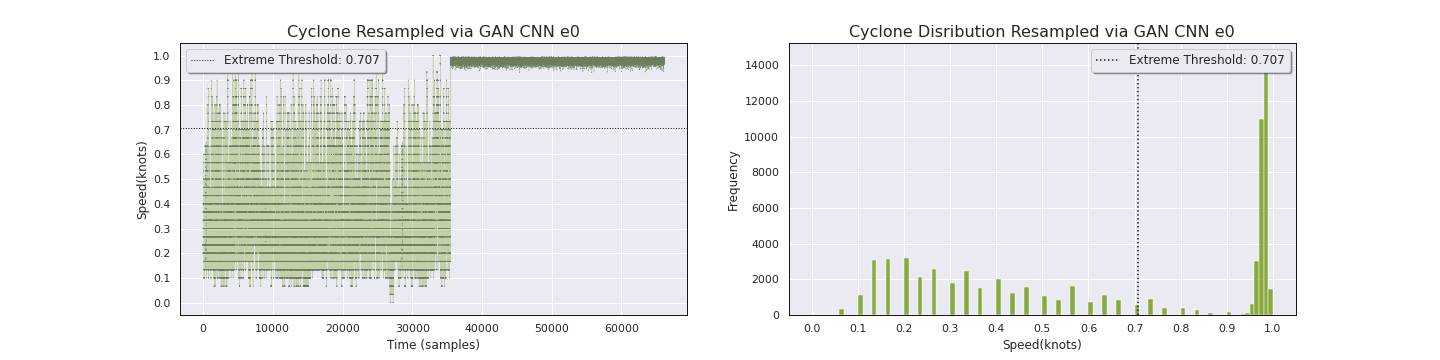 Cyclone Resampled via GAN CNN e0
Extreme Threshold: 0.707
Speed(knots)
1.0
0.9
0.8
0.7
0.6
0.5
0.4
0.3
0.2
0.1
0.0
0 10000 20000 30000 40000 50000 60000
Time (samples)
Cyclone Disribution Resampled via GAN CNN e0
Extreme Threshold: 0.707
Frequency
14000
12000
10000
8000
6000
4000
2000
0
0.0 0.1 0.2 0.3 0.4 0.5 0.6 0.7 0.8 0.9 1.0
Speed(knots)